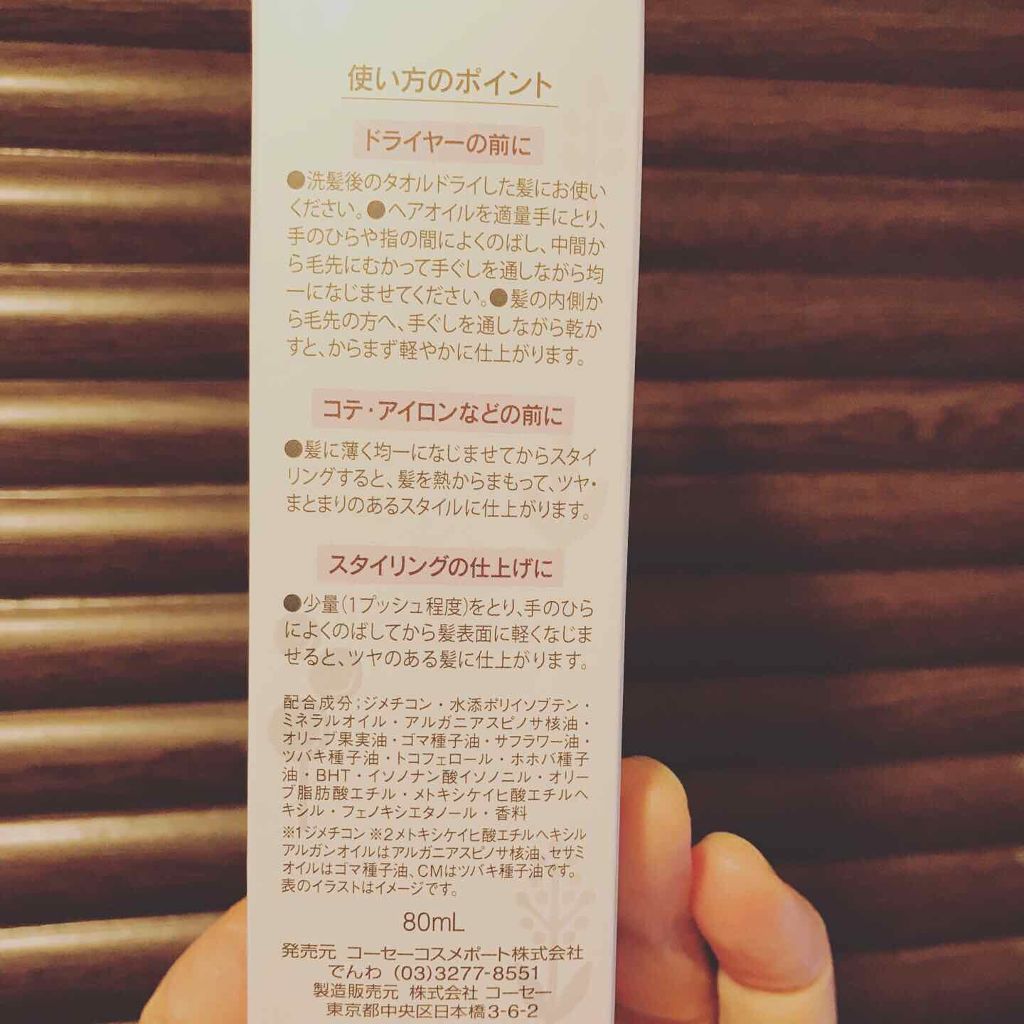 使い方のポイント
ドライヤーの前に
●洗髪後のタオルドライした髪にお使い
ください。●ヘアオイルを適量手にとり、
手のひらや指の間によくのばし、中間か
ら毛先にむかって手ぐしを通しながら均
一になじませてください。●髪の内側か
ら毛先の方へ、手ぐしを通しながら乾か
すと、からまず軽やかに仕上がります。
コテ・アイロンなどの前に
●髪に薄く均一になじませてからスタイ
リングすると、髪を熱からまもって、ツヤ・
まとまりのあるスタイルに仕上がります。
スタイリングの仕上げに
●少量(1プッシュ程度)をとり、手のひら
によくのばしてから髪表面に軽くなじま
せると、ツヤのある髪に仕上がります。
配合成分;ジメチコン・水添ポリイソブテン・
ミネラルオイル・アルガニアスピノサ核油・
オリーブ果実油・ゴマ種子油・サフラワー油・
ツバキ種子油・トコフェロール・ホホバ種子
油・BHT・イソノナン酸イソノニル・オリー
ブ脂肪酸エチル・メトキシケイヒ酸エチルヘ
キシル・フェノキシエタノール・香料
※1ジメチコン ※2メトキシケイヒ酸エチルヘキシル
アルガンオイルはアルガニアスピノサ核油、セサミ
オイルはゴマ種子油、CMはツバキ種子油です。
表のイラストはイメージです。
80mL
発売元 コーセーコスメポート株式会社
でんわ (03)3277-8551
製造販売元 株式会社 コーセー
東京都中央区日本橋3-6-2